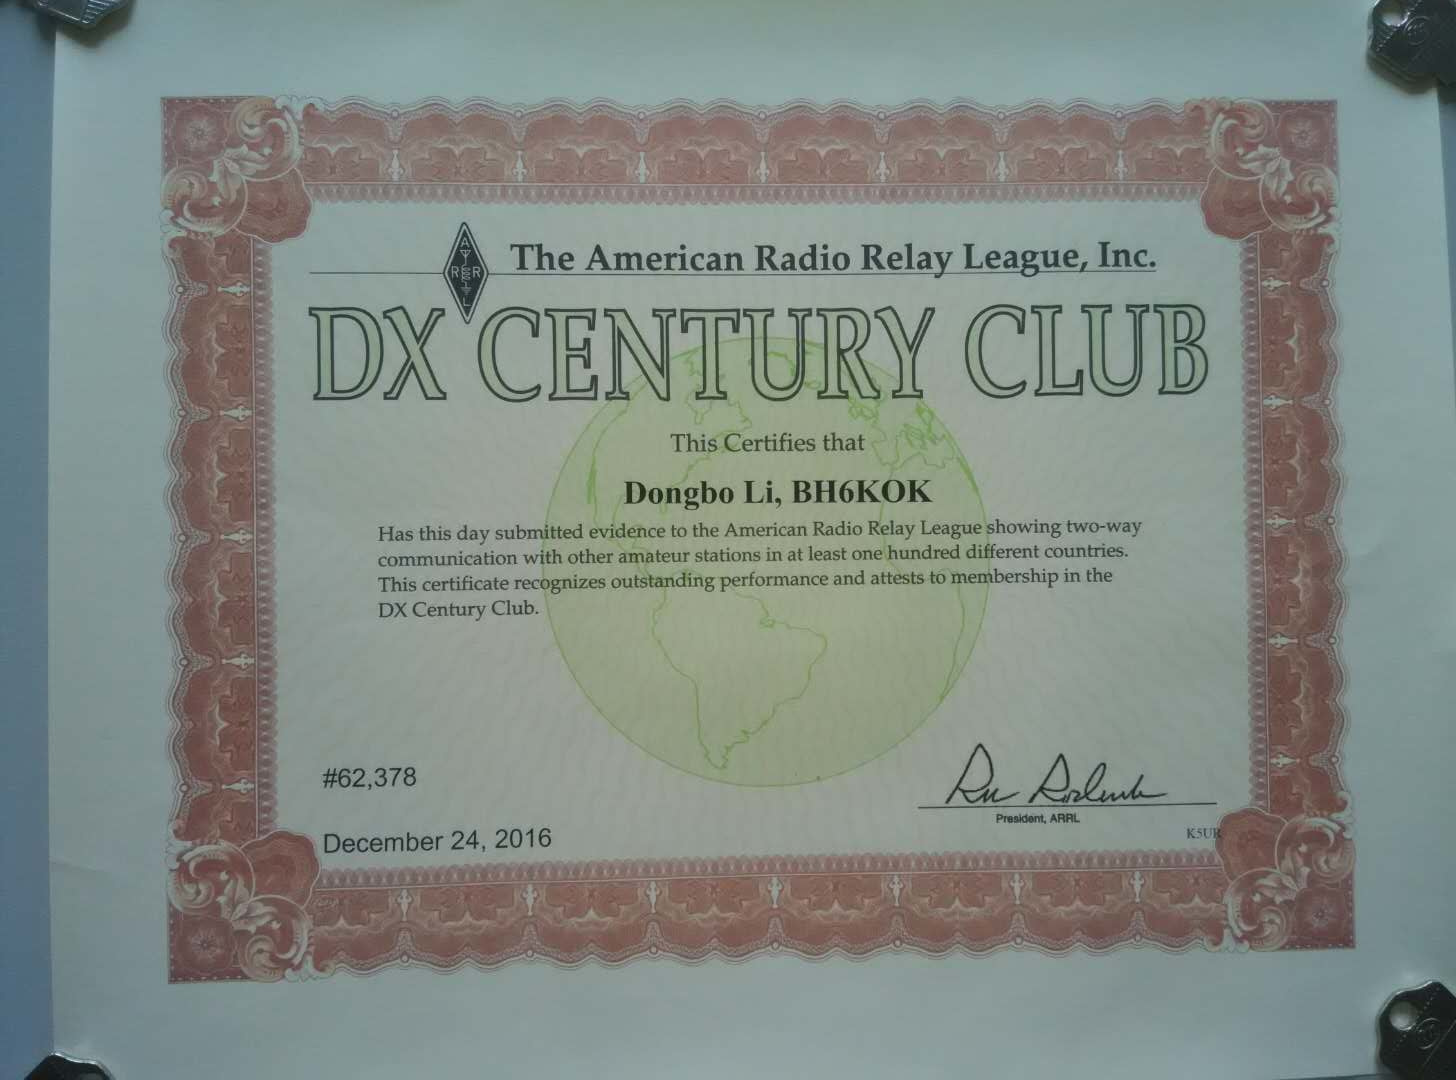 ARRL
The American Radio Relay League, Inc.
DX CENTURY CLUB
This Certifies that
Dongbo Li, BH6KOK
Has this day submitted evidence to the American Radio Relay League showing two-way
communication with other amateur stations in at least one hundred different countries.
This certificate recognizes outstanding performance and attests to membership in the
DX Century Club.
#62,378
December 24, 2016
President, ARRL
K5UR